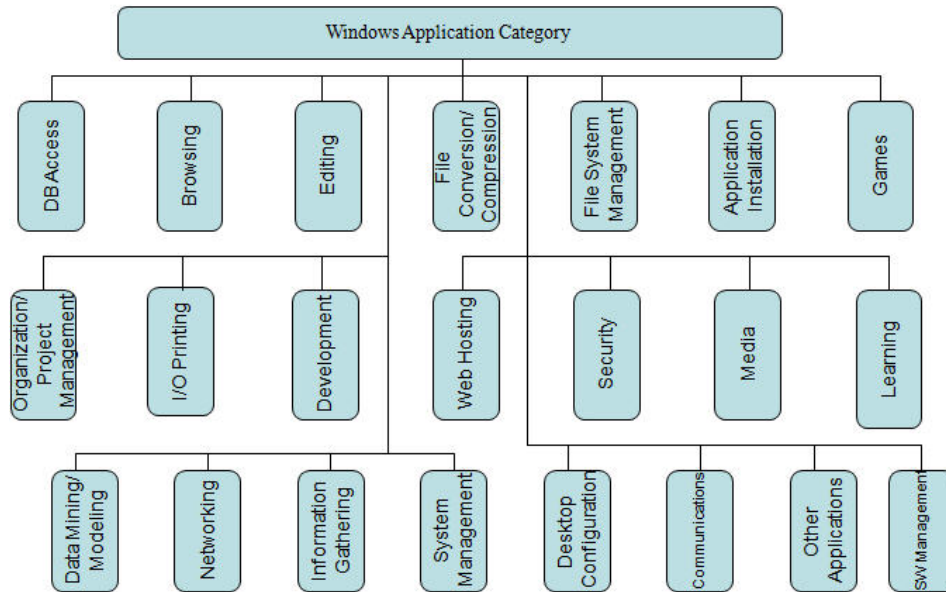 Windows Application Category
DB Access
Browsing
Editing
File
Conversion/
Compression
File System
Management
Application
Installation
Games
Organization/
Project
Management
I/O Printing
Development
Web Hosting
Security
Media
Learning
Data Mining/
Modeling
Networking
Information
Gathering
System
Management
Desktop
Configuration
Communications
Other
Applications
SW Management